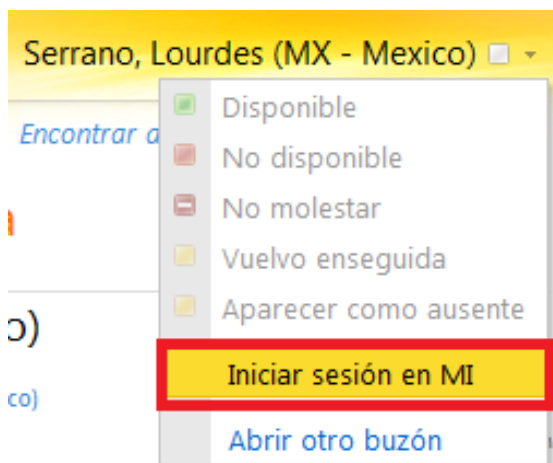 Serrano, Lourdes (MX - Mexico)
Disponible
Encontrar a
No disponible
No molestar
Vuelvo enseguida
Aparecer como ausente
o)
Iniciar sesión en MI
co)
Abrir otro buzón